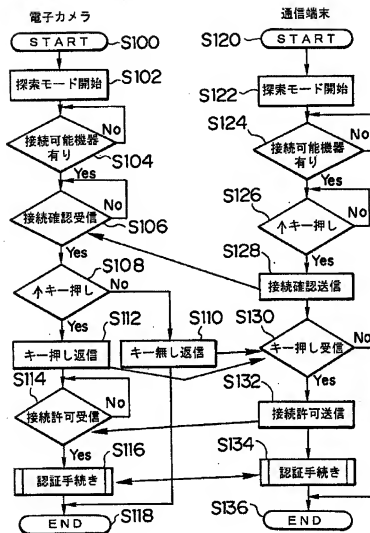 電子カメラ
START
S100
探索モード開始
S102
接続可能機器
有り
No
S104
Yes
接続確認受信
No
S106
Yes
↑キー押し
S108
No
Yes
S112
S110
キー押し返信
キー無し返信
S114
接続許可受信
No
Yes
S116
認証手続き
END
S118
通信端末
S120
START
探索モード開始
S122
S124
接続可能機器
有り
No
Yes
S126
↑キー押し
No
Yes
S128
接続確認送信
S130
キー押し受信
No
Yes
S132
接続許可送信
S134
認証手続き
END
S136